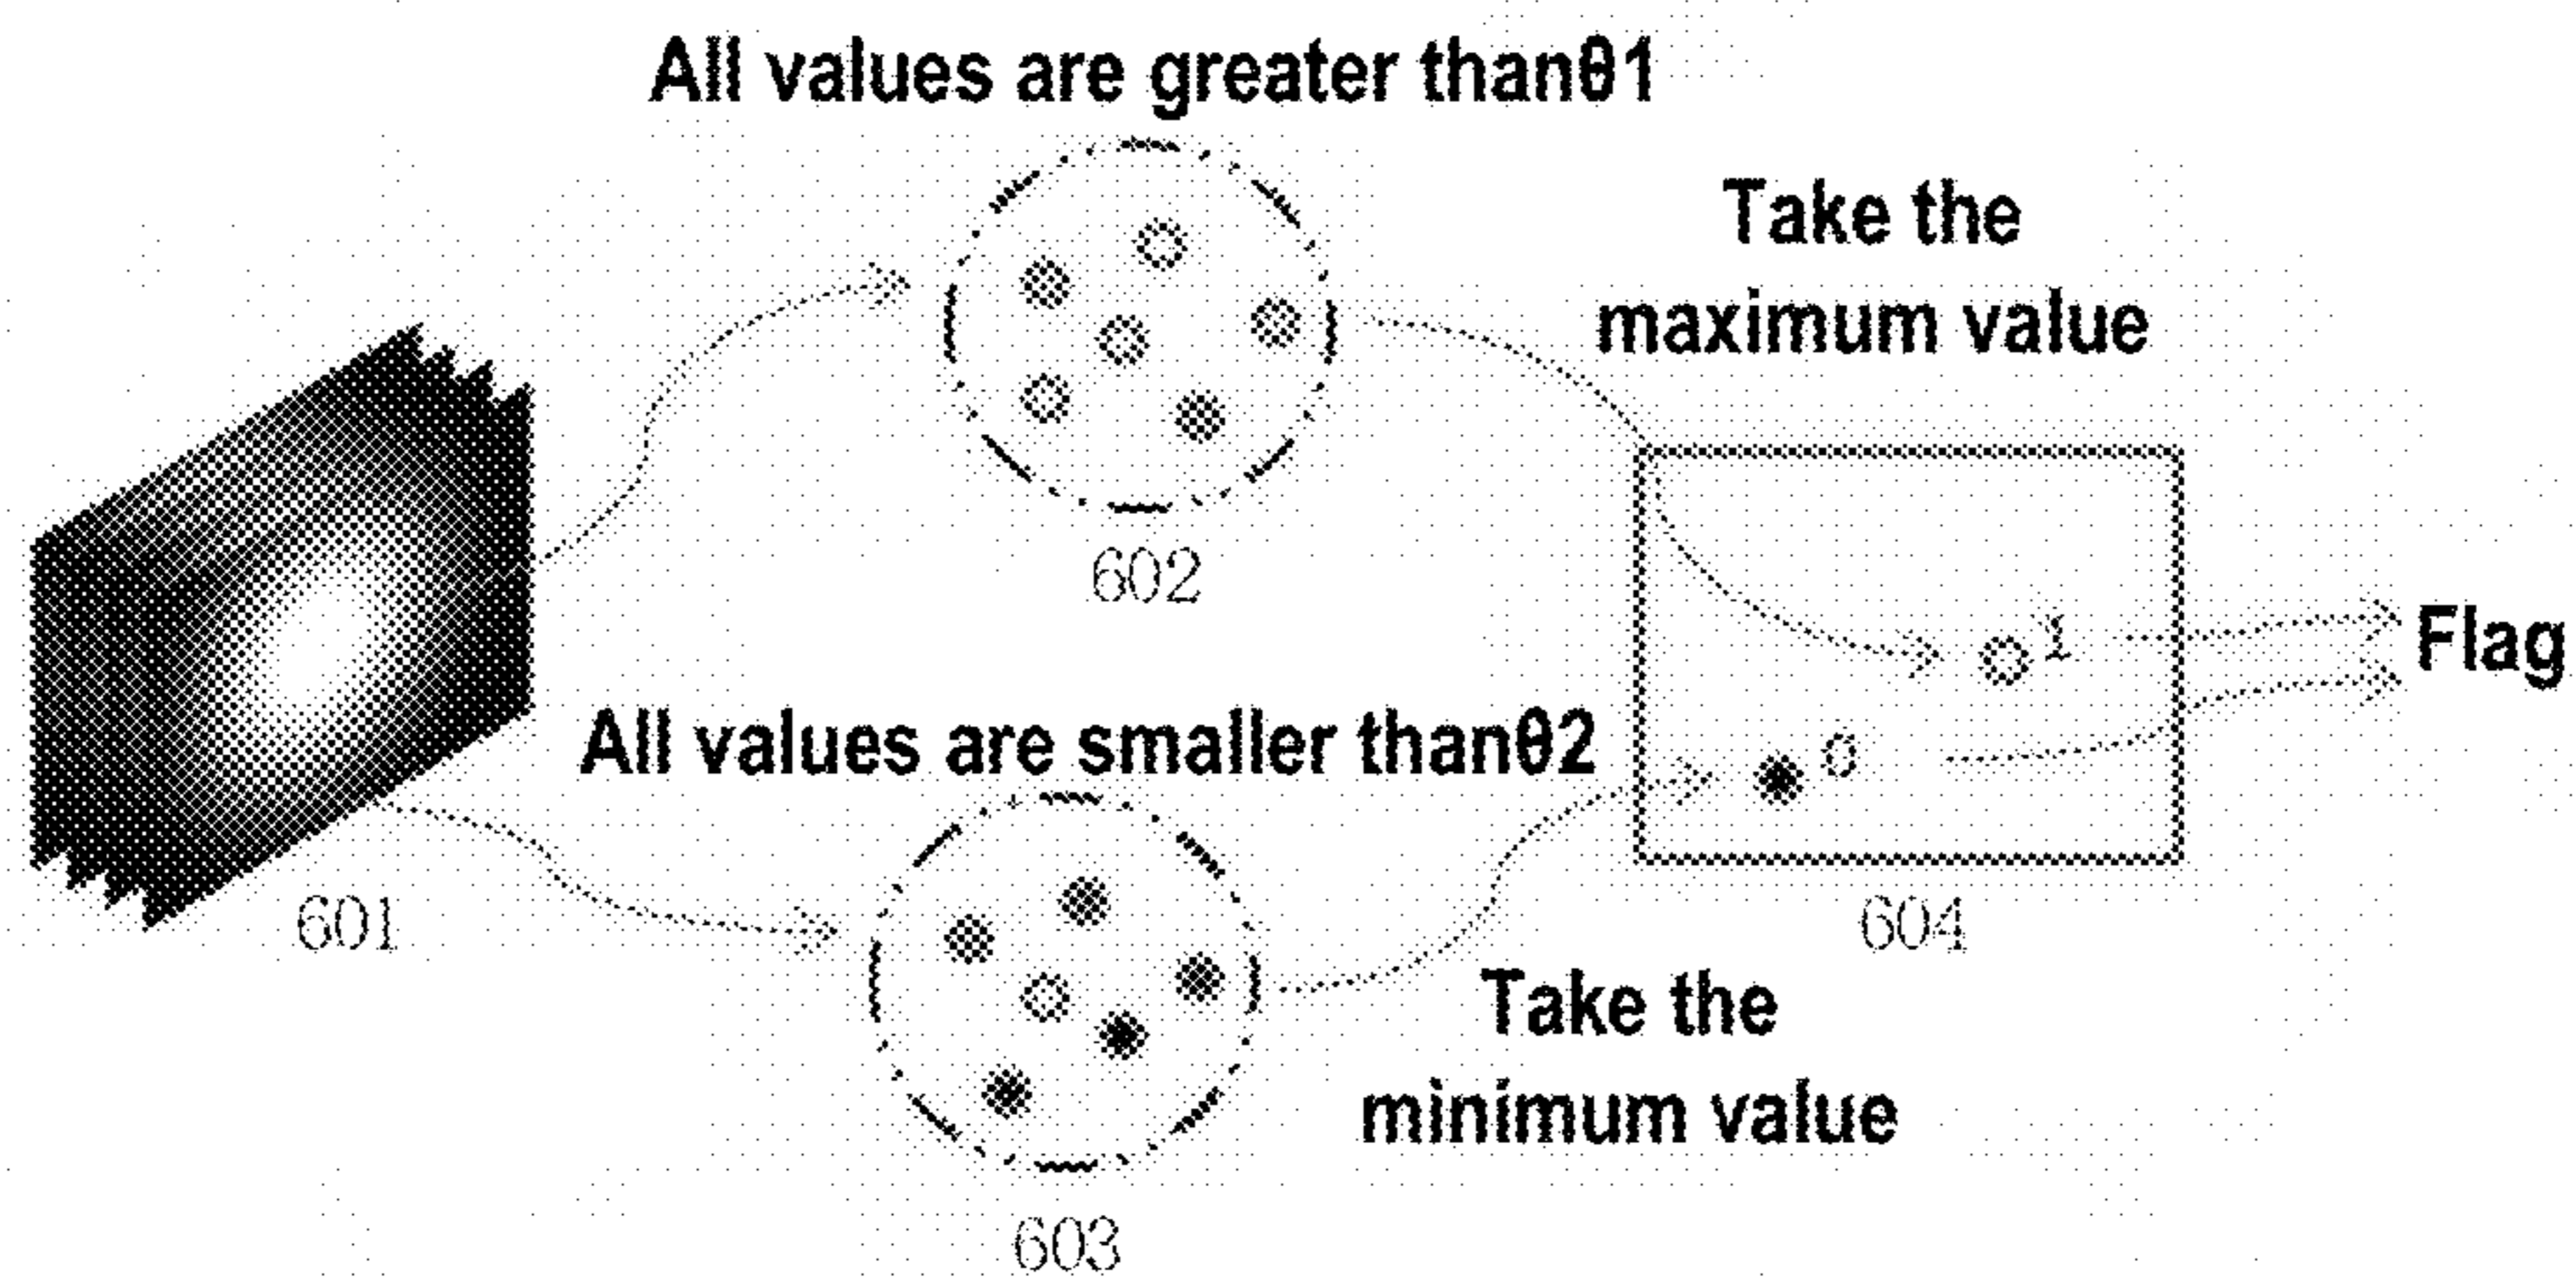 All values are greater thanθ1
Take the
maximum value
602
1
Flag
All values are smaller thanθ2
0
601
604
Take the
minimum value
603